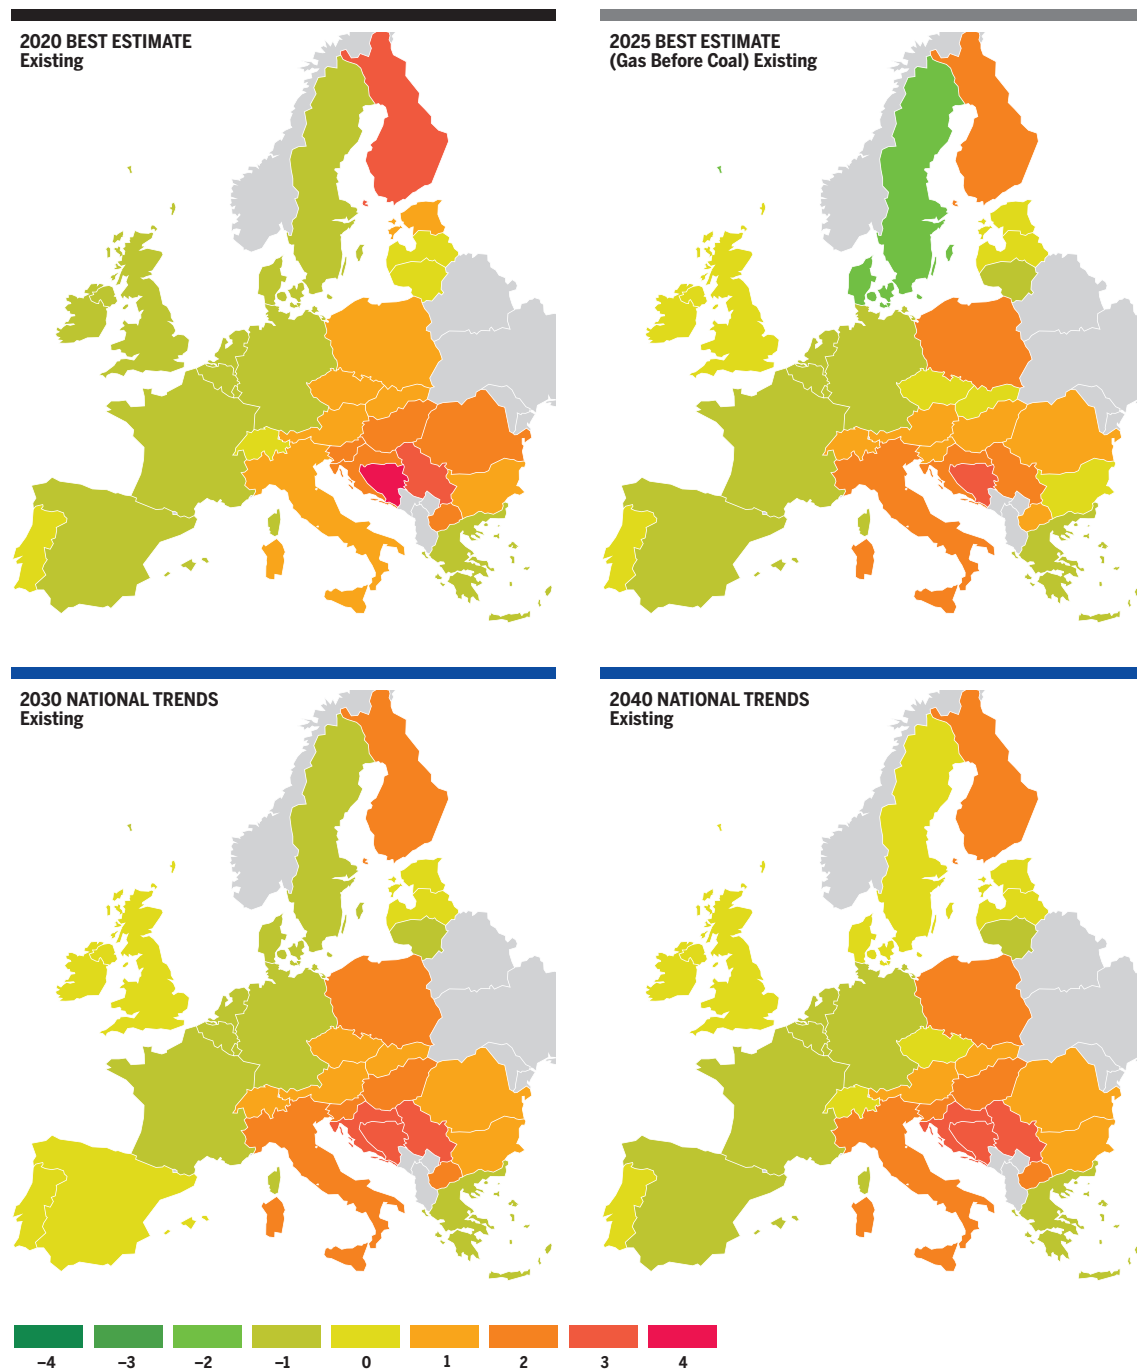 2020 BEST ESTIMATE
Existing
2025 BEST ESTIMATE
(Gas Before Coal) Existing
2030 NATIONAL TRENDS
Existing
2040 NATIONAL TRENDS
Existing
–4 –3 –2 –1 0 1 2 3 4